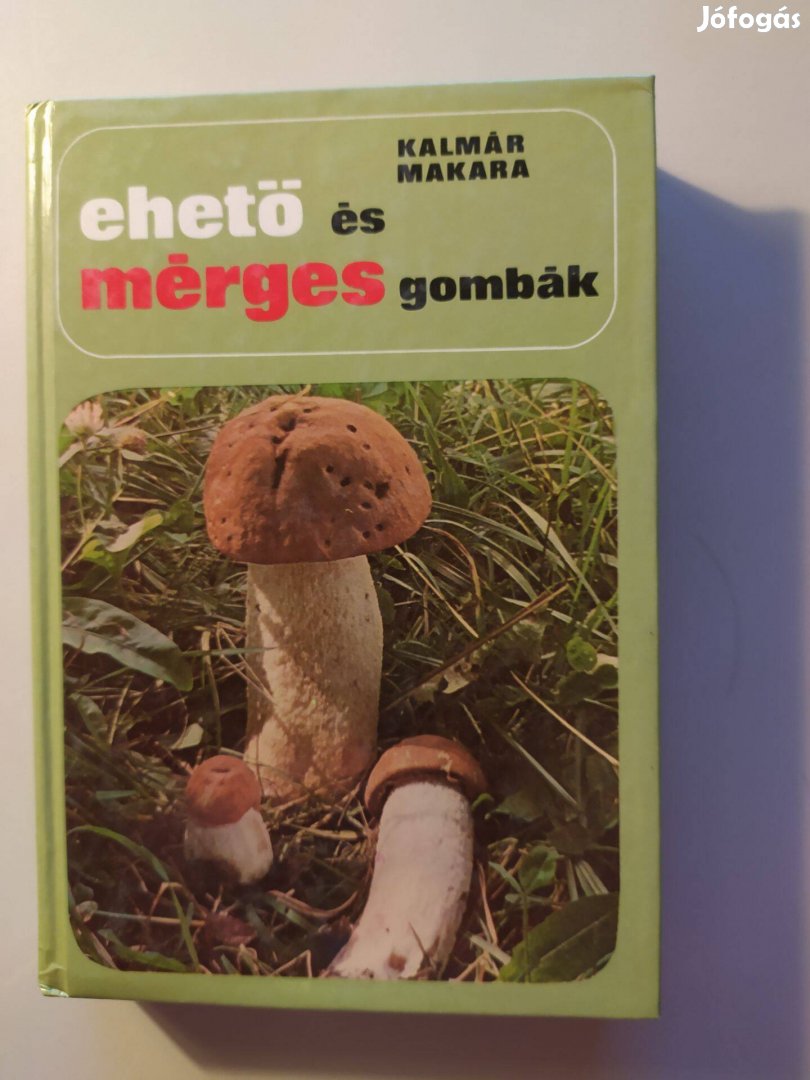 Jófogás
KALMÁR
MAKARA
ehető és
mérges gombák